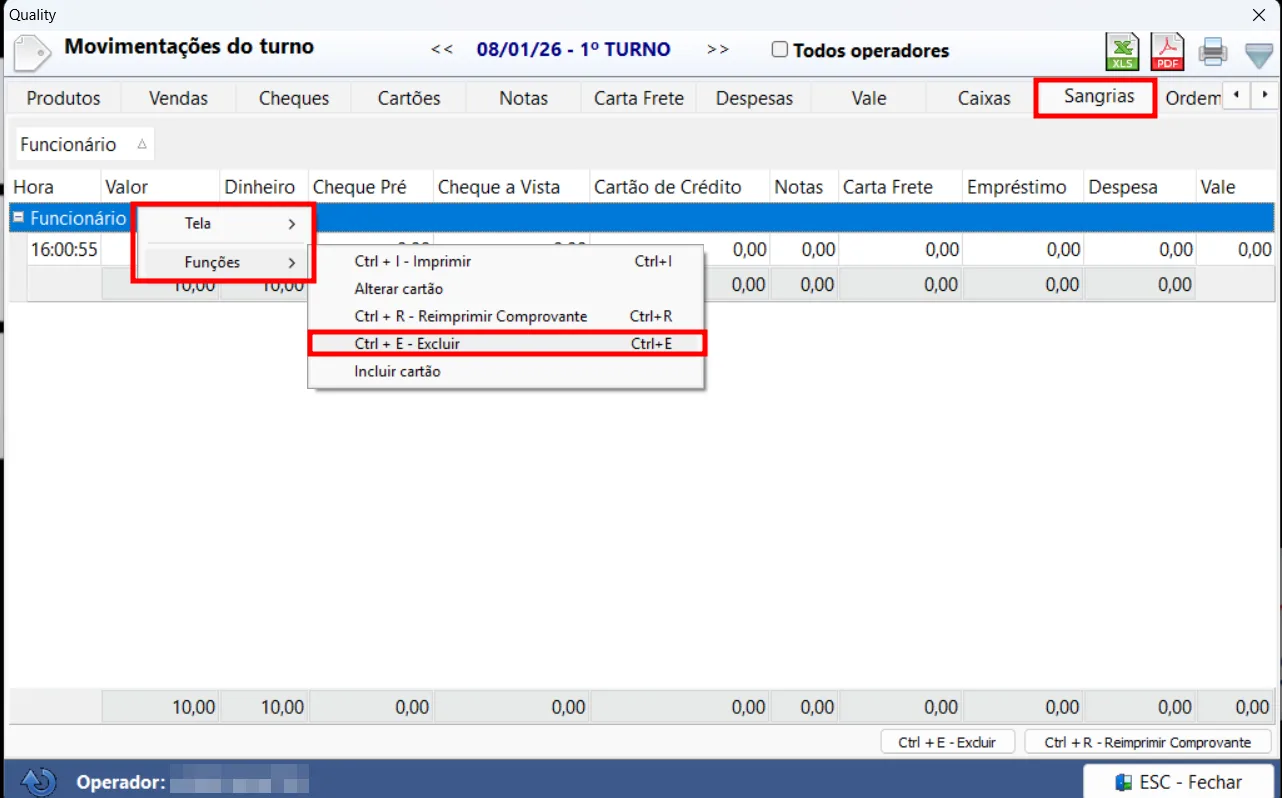 Quality
Movimentações do turno << 08/01/26 - 1º TURNO >> Todos operadores XLS PDF
Produtos Vendas Cheques Cartões Notas Carta Frete Despesas Vale Caixas Sangrias Ordem
Funcionário
Hora Valor Dinheiro Cheque Pré Cheque a Vista Cartão de Crédito Notas Carta Frete Empréstimo Despesa Vale
Funcionário
Tela
16:00:55 0,00 0,00 0,00 0,00 0,00 0,00 0,00 0,00
Funções
10,00 10,00 0,00 0,00 0,00 0,00 0,00
Ctrl + I - Imprimir Ctrl+I
Alterar cartão
Ctrl + R - Reimprimir Comprovante Ctrl+R
Ctrl + E - Excluir Ctrl+E
Incluir cartão
10,00 10,00 0,00 0,00 0,00 0,00 0,00 0,00 0,00 0,00
Ctrl + E - Excluir Ctrl + R - Reimprimir Comprovante
Operador: ESC - Fechar